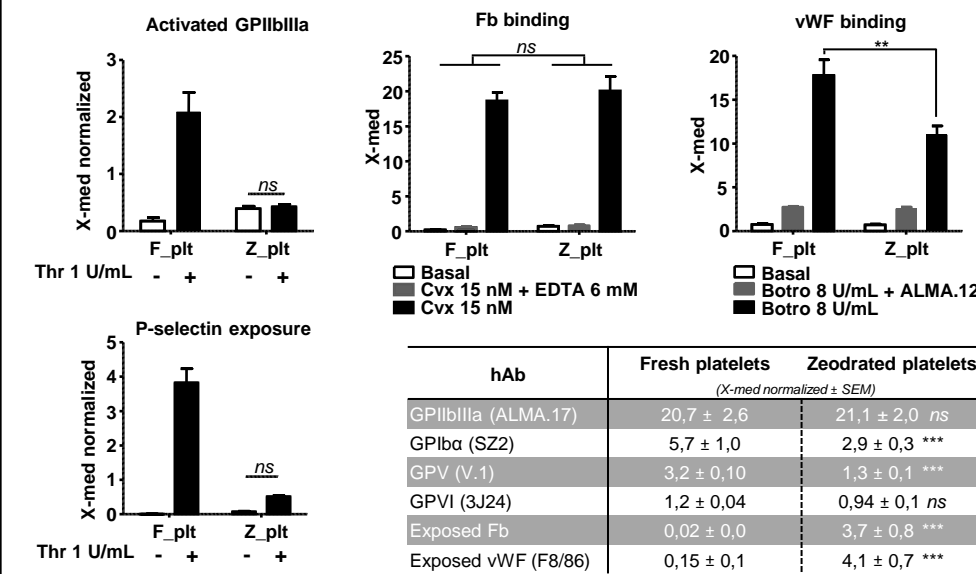 Activated GPIIbIIIa
X-med normalized
3
2
1
0
ns
F_plt Z_plt
Thr 1 U/mL - + - +
Fb binding
X-med
25
20
15
10
5
0
ns
F_plt Z_plt
Basal
Cvx 15 nM + EDTA 6 mM
Cvx 15 nM
vWF binding
X-med
20
15
10
5
0
**
F_plt Z_plt
Basal
Botro 8 U/mL + ALMA.12
Botro 8 U/mL
P-selectin exposure
X-med normalized
5
4
3
2
1
0
ns
F_plt Z_plt
Thr 1 U/mL - + - +
hAb Fresh platelets Zeodrated platelets
(X-med normalized ± SEM)
GPIIbIIIa (ALMA.17) 20,7 ± 2,6 21,1 ± 2,0 ns
GPIbα (SZ2) 5,7 ± 1,0 2,9 ± 0,3 ***
GPV (V.1) 3,2 ± 0,10 1,3 ± 0,1 ***
GPVI (3J24) 1,2 ± 0,04 0,94 ± 0,1 ns
Exposed Fb 0,02 ± 0,0 3,7 ± 0,8 ***
Exposed vWF (F8/86) 0,15 ± 0,1 4,1 ± 0,7 ***